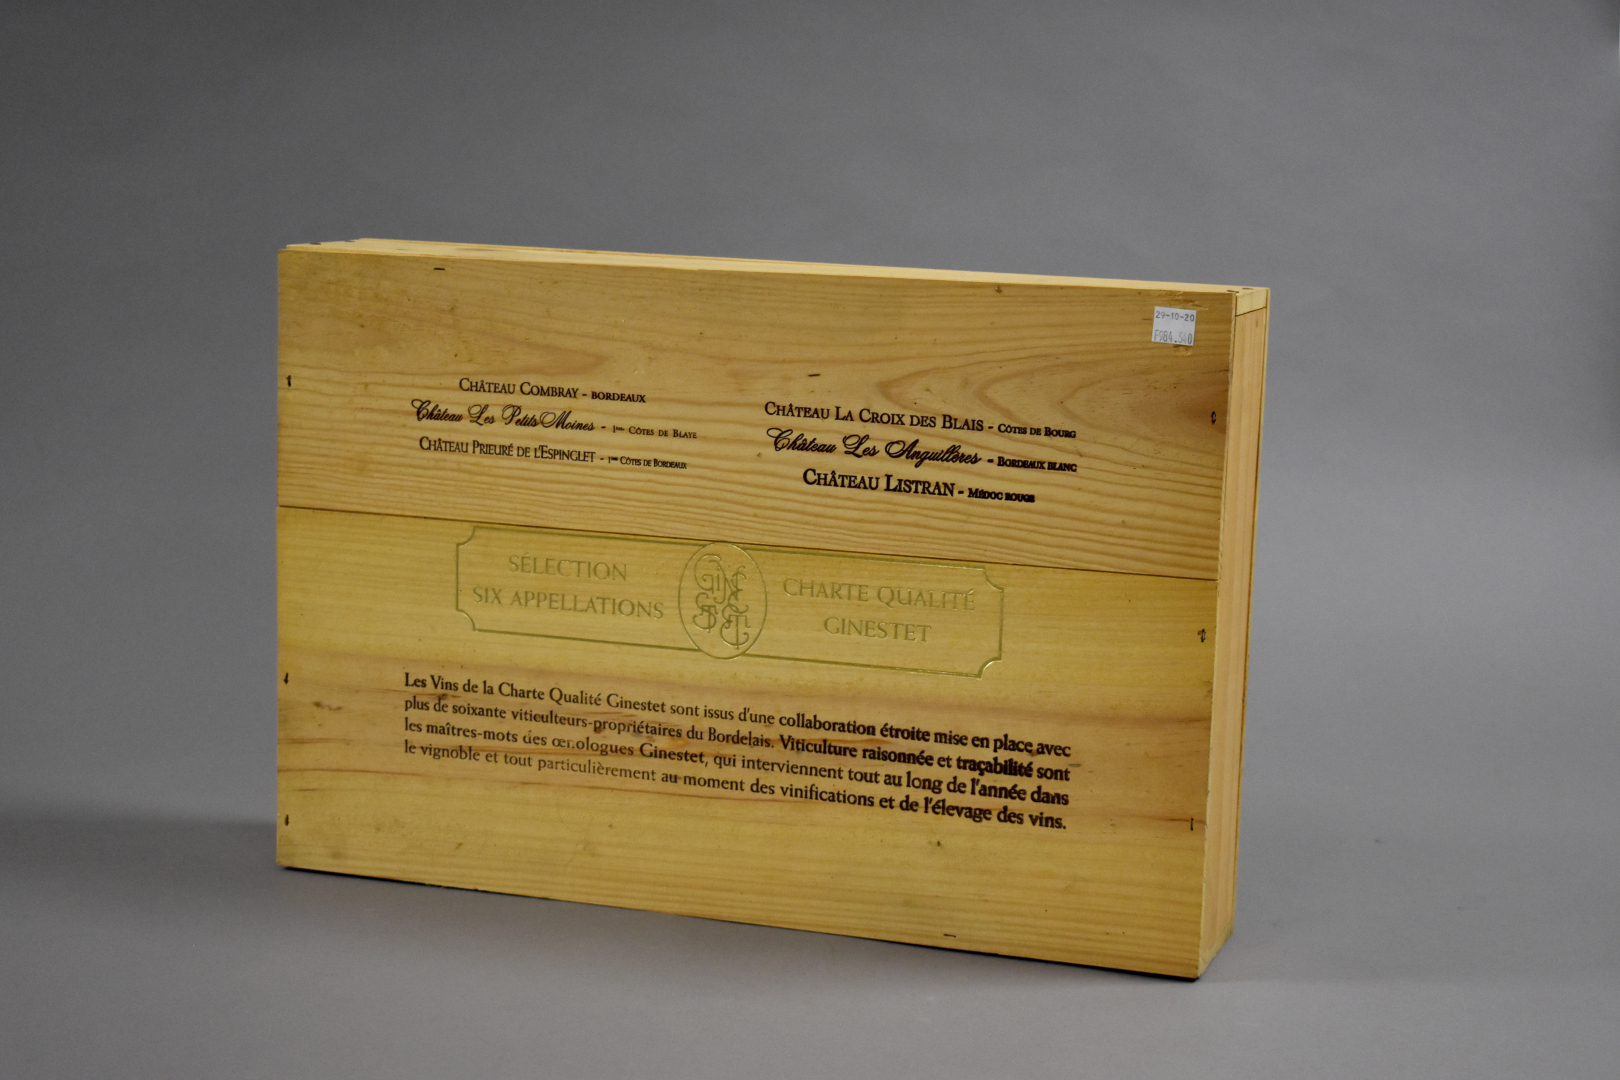 29-10-20
F984.540
CHÂTEAU COMBRAY - BORDEAUX
Château Les Petits Moines - 1ères CÔTES DE BLAYE
CHÂTEAU PRIEURÉ DE L'ESPINGLET - 1ères CÔTES DE BORDEAUX
CHÂTEAU LA CROIX DES BLAIS - CÔTES DE BOURG
Château Les Anguillères - BORDEAUX BLANC
CHÂTEAU LISTRAN - MÉDOC ROUGE
SÉLECTION
SIX APPELLATIONS
GINESTET
CHARTE QUALITÉ
GINESTET
Les Vins de la Charte Qualité Ginestet sont issus d'une collaboration étroite mise en place avec
plus de soixante viticulteurs-propriétaires du Bordelais. Viticulture raisonnée et traçabilité sont
les maîtres-mots des œnologues Ginestet, qui interviennent tout au long de l'année dans
le vignoble et tout particulièrement au moment des vinifications et de l'élevage des vins.